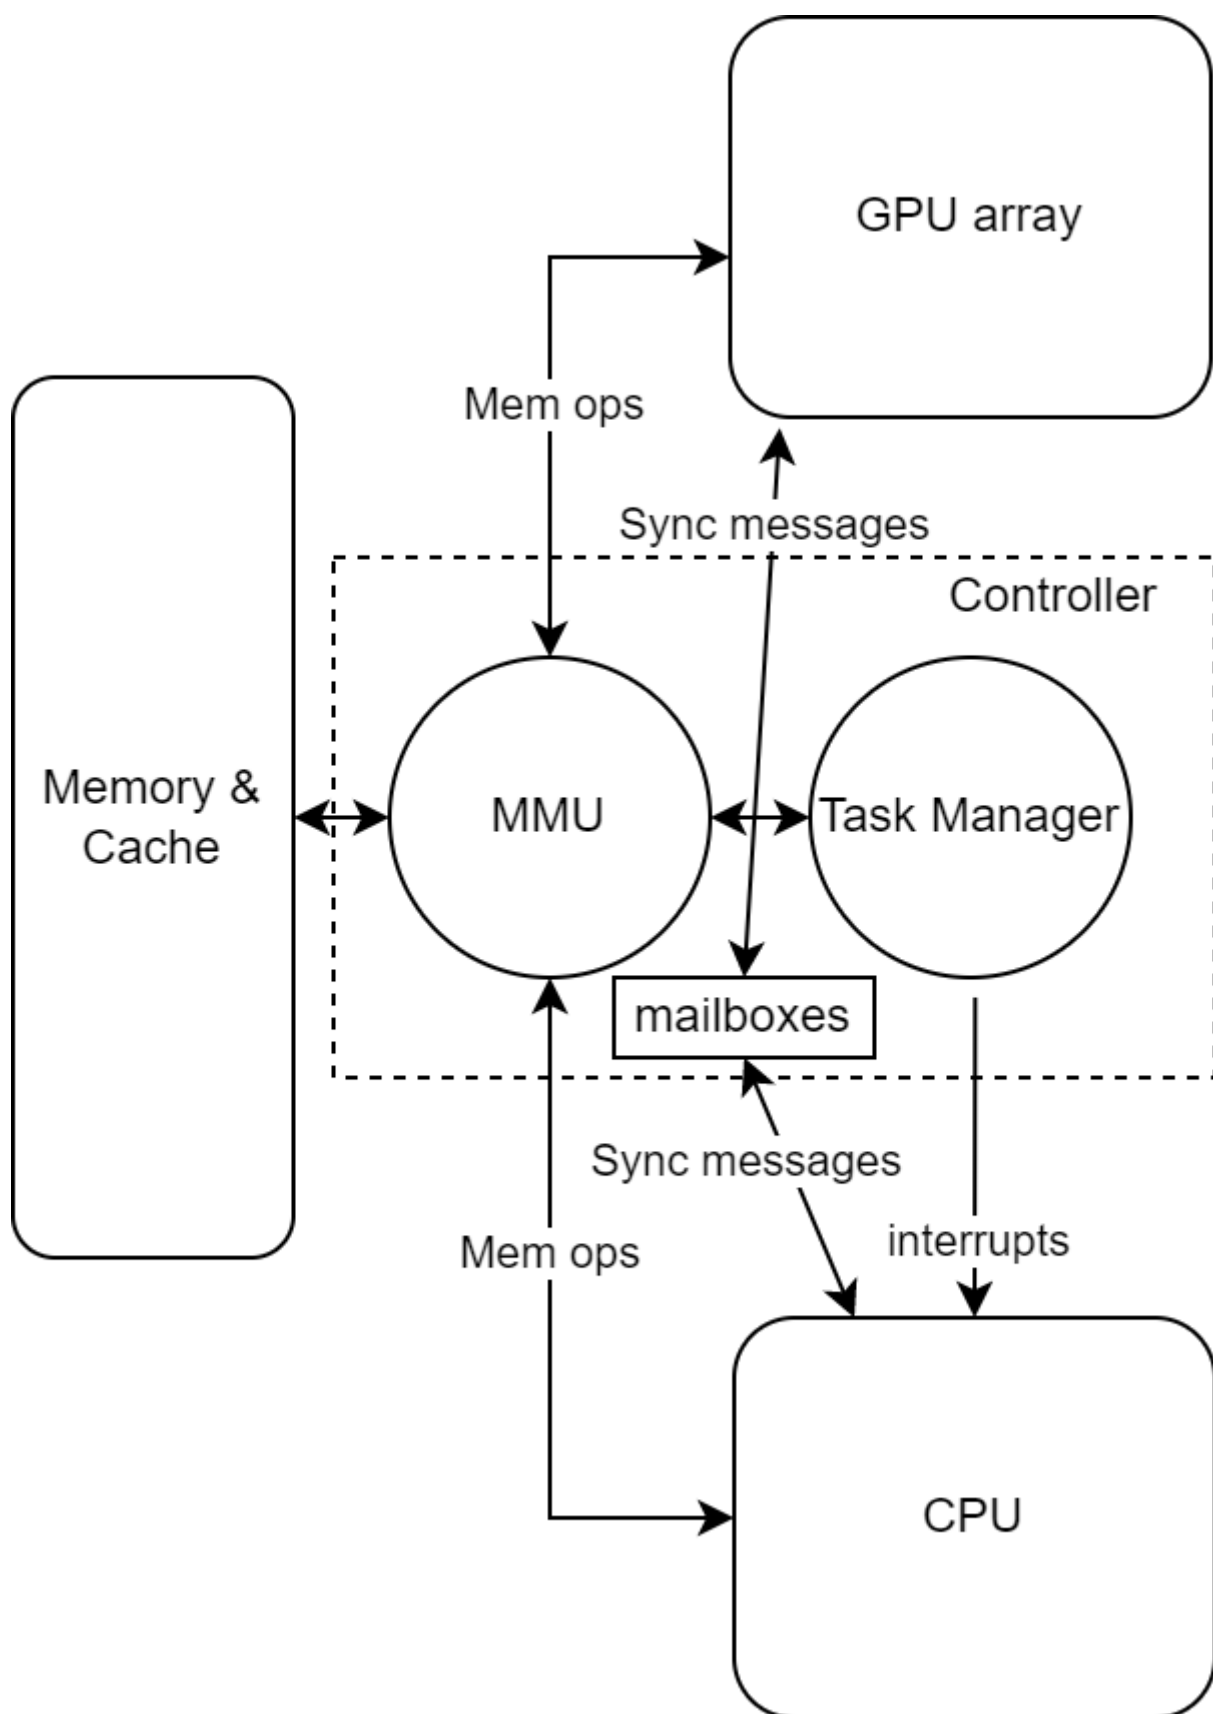 GPU array
Mem ops
Sync messages
Controller
Memory &
Cache
MMU
Task Manager
mailboxes
Sync messages
interrupts
Mem ops
CPU